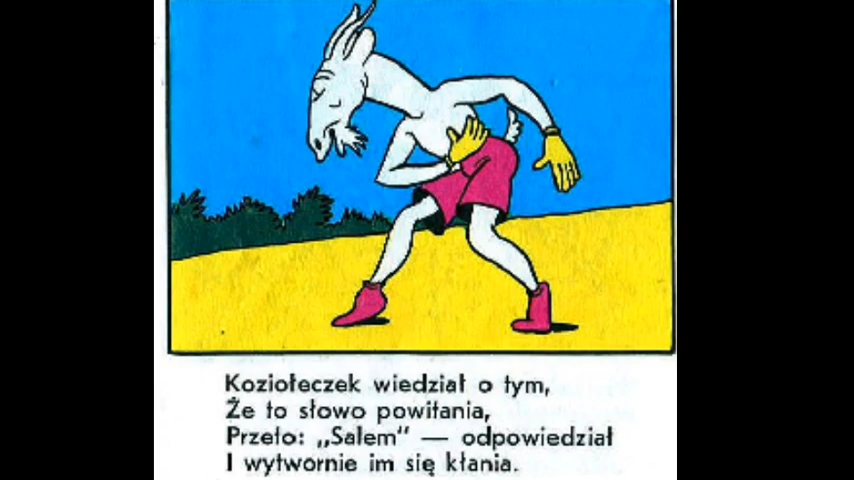 Koziołeczek wiedział o tym,
Że to słowo powitania,
Przeto: „Salem" — odpowiedział
I wytwornie im się kłania.